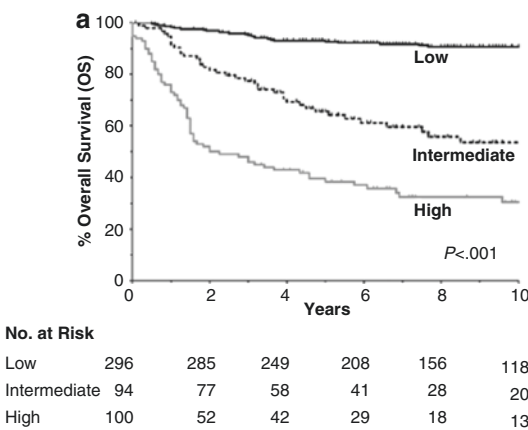 a
% Overall Survival (OS)
100
80
60
40
20
0
Low
Intermediate
High
P<.001
0 2 4 6 8 10
Years
No. at Risk
Low 296 285 249 208 156 118
Intermediate 94 77 58 41 28 20
High 100 52 42 29 18 13